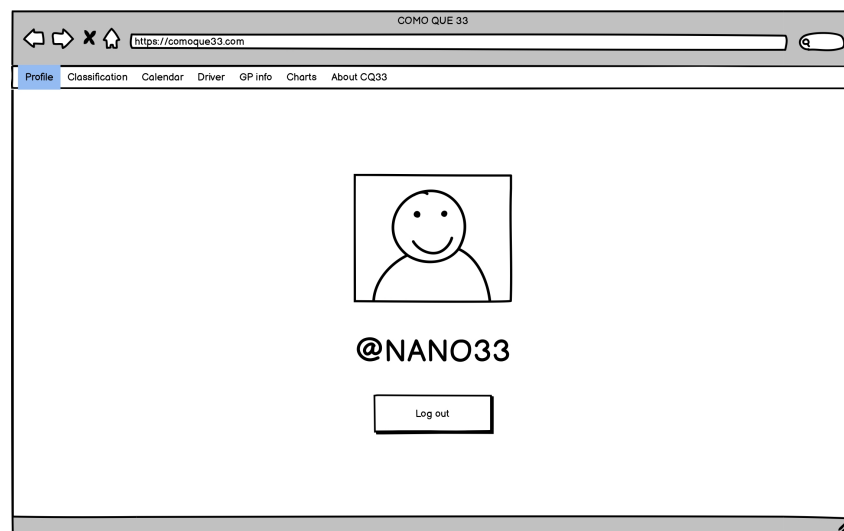 COMO QUE 33
https://comoque33.com
Profile Classification Calendar Driver GP info Charts About CQ33
@NANO33
Log out